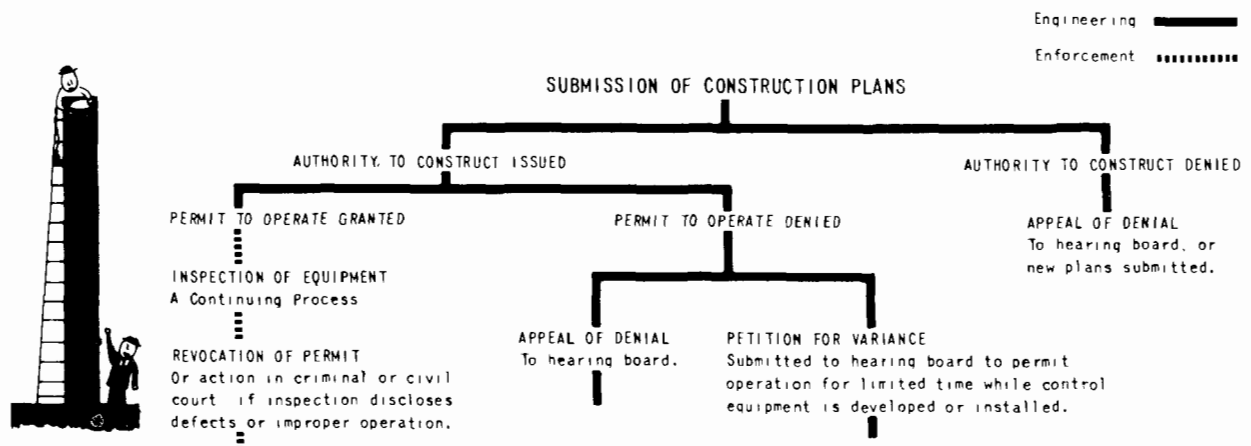 Engineering
Enforcement
SUBMISSION OF CONSTRUCTION PLANS
AUTHORITY TO CONSTRUCT ISSUED
AUTHORITY TO CONSTRUCT DENIED
PERMIT TO OPERATE GRANTED
PERMIT TO OPERATE DENIED
APPEAL OF DENIAL
To hearing board, or
new plans submitted.
INSPECTION OF EQUIPMENT
A Continuing Process
APPEAL OF DENIAL
To hearing board.
PETITION FOR VARIANCE
Submitted to hearing board to permit
operation for limited time while control
equipment is developed or installed.
REVOCATION OF PERMIT
Or action in criminal or civil
court if inspection discloses
defects or improper operation.